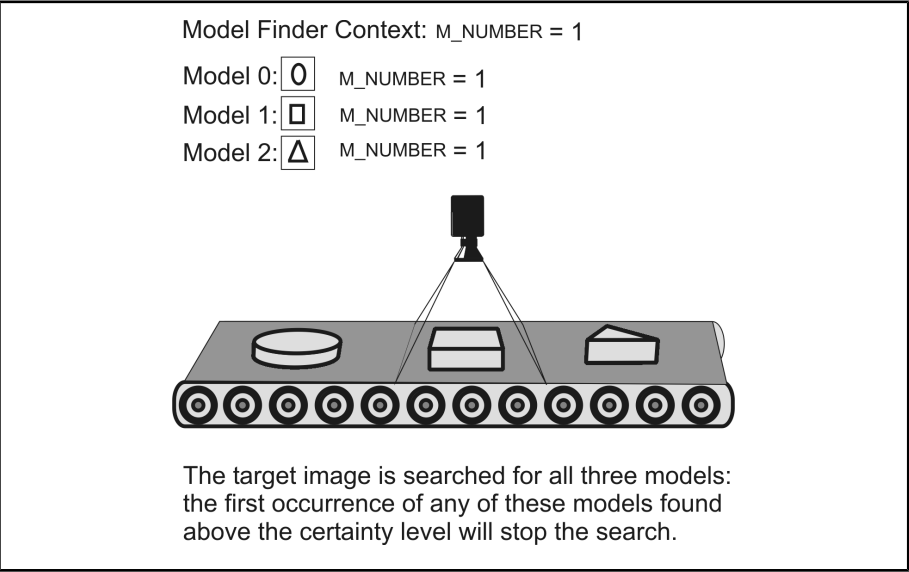 Model Finder Context: M_NUMBER = 1
Model 0: M_NUMBER = 1
Model 1: M_NUMBER = 1
Model 2: M_NUMBER = 1
The target image is searched for all three models:
the first occurrence of any of these models found
above the certainty level will stop the search.